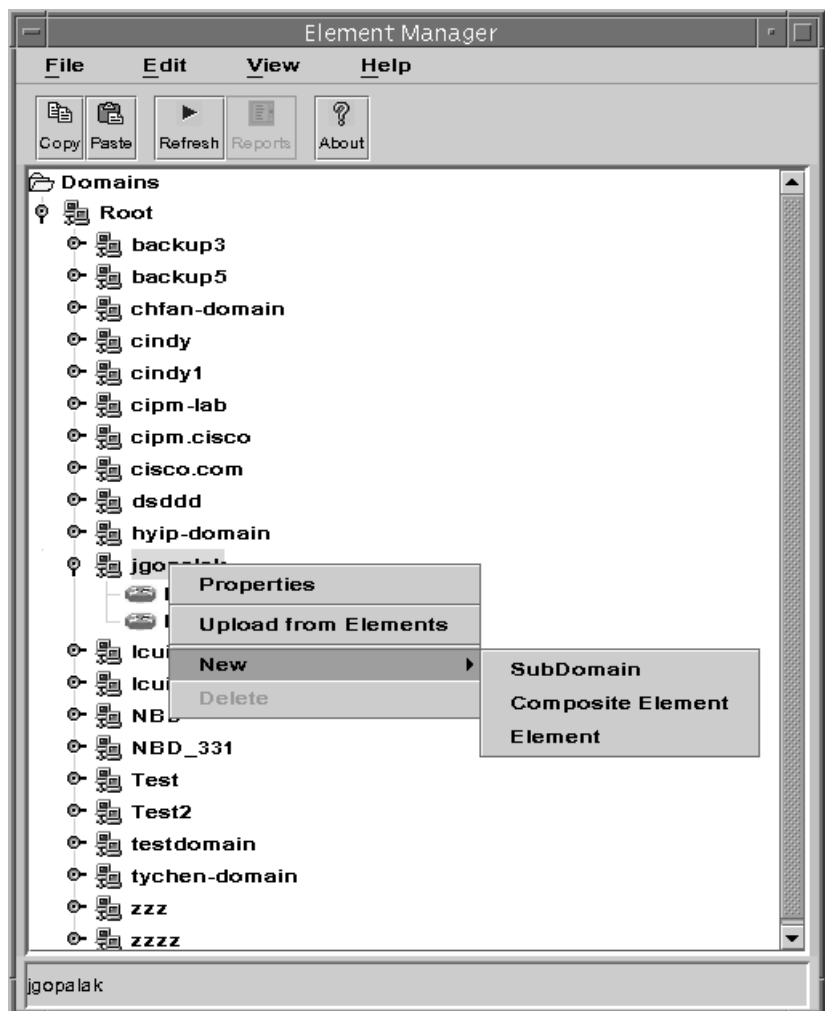 Element Manager
File Edit View Help
Copy Paste Refresh Reports About
Domains
Root
backup3
backup5
chfan-domain
cindy
cindy1
cipm-lab
cipm.cisco
cisco.com
dsddd
hyip-domain
jgopalak
Properties
Upload from Elements
New
SubDomain
Delete
Composite Element
Element
NBD_331
Test
Test2
testdomain
tychen-domain
zzz
zzzz
jgopalak